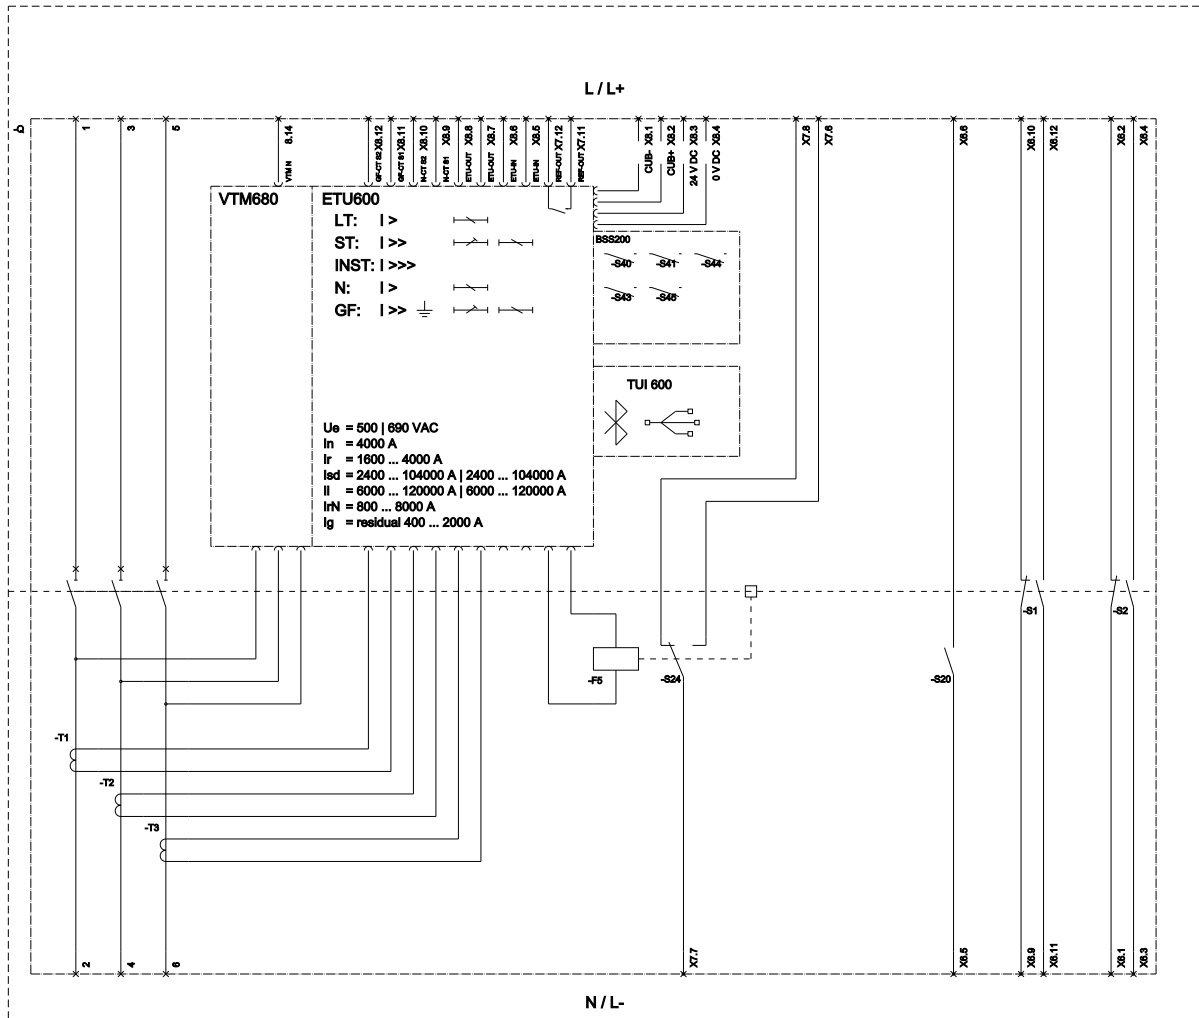 L / L+
-Q
1
3
5
8.14
VTM N
X8.12
GF-CT S2
X8.11
GF-CT S1
X8.10
N-CT S2
X8.9
N-CT S1
X8.8
ETU-OUT
X8.7
ETU-OUT
X8.6
ETU-IN
X8.5
ETU-IN
X7.12
REF-OUT
X7.11
REF-OUT
X8.1
CUB-
X8.2
CUB+
X8.3
24 V DC
X8.4
0 V DC
X7.8
X7.6
X6.6
X6.10
X6.12
X6.2
X6.4
VTM680
ETU600
LT: I >
ST: I >>
INST: I >>>
N: I >
GF: I >>
BSS200
-S40
-S41
-S44
-S43
-S45
TUI 600
Ue = 500 | 690 VAC
In = 4000 A
Ir = 1600 ... 4000 A
Isd = 2400 ... 104000 A | 2400 ... 104000 A
Ii = 6000 ... 120000 A | 6000 ... 120000 A
IrN = 800 ... 8000 A
Ig = residual 400 ... 2000 A
-S1
-S2
-F5
-S24
-S20
-T1
-T2
-T3
2
4
6
X7.7
X6.5
X6.9
X6.11
X6.1
X6.3
N / L-